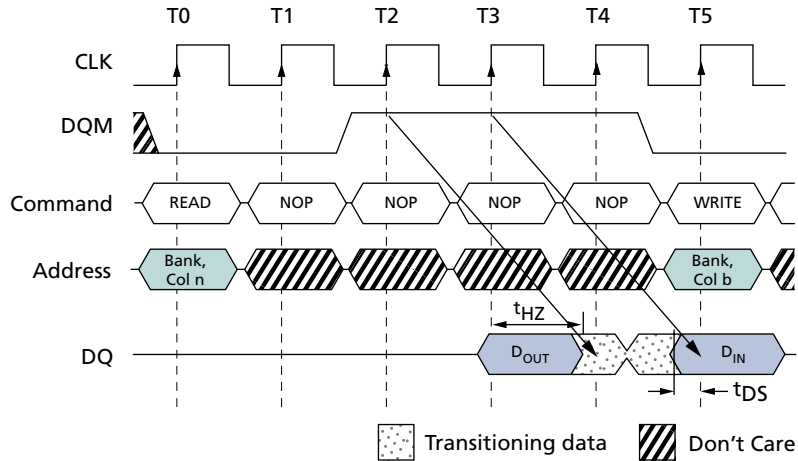 T0 T1 T2 T3 T4 T5
CLK
DQM
Command READ NOP NOP NOP NOP WRITE
Address Bank, Col n Bank, Col b
tHZ
DQ DOUT DIN
tDS
Transitioning data Don't Care